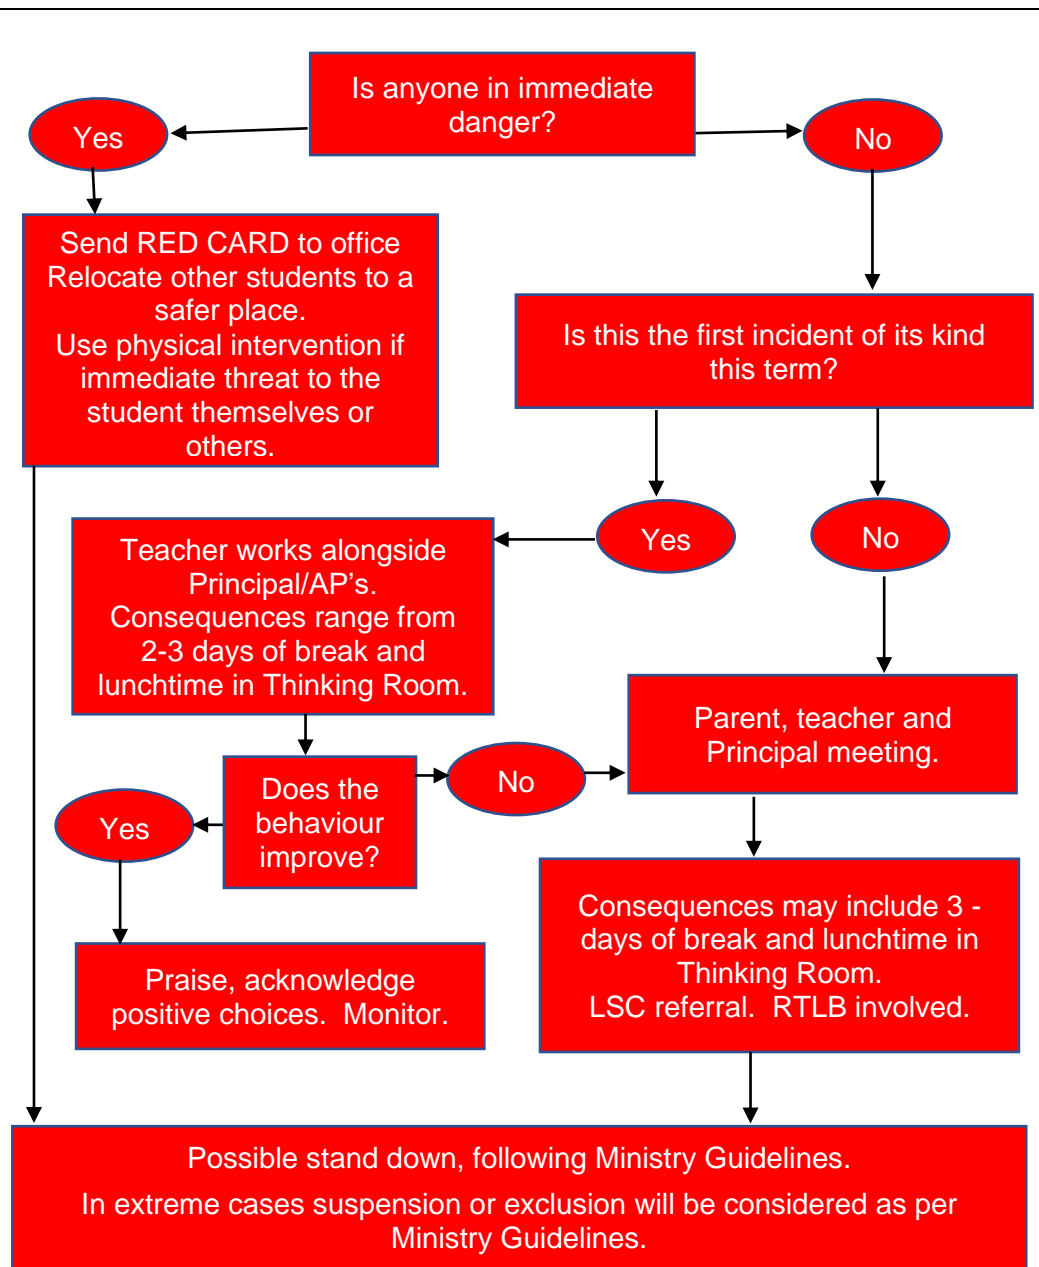 Is anyone in immediate
danger?
Yes
No
Send RED CARD to office
Relocate other students to a
safer place.
Use physical intervention if
immediate threat to the
student themselves or
others.
Is this the first incident of its kind
this term?
Yes
No
Teacher works alongside
Principal/AP’s.
Consequences range from
2-3 days of break and
lunchtime in Thinking Room.
Parent, teacher and
Principal meeting.
Does the
behaviour
improve?
No
Yes
Consequences may include 3 -
days of break and lunchtime in
Thinking Room.
LSC referral.  RTLB involved.
Praise, acknowledge
positive choices.  Monitor.
Possible stand down, following Ministry Guidelines.
In extreme cases suspension or exclusion will be considered as per
Ministry Guidelines.